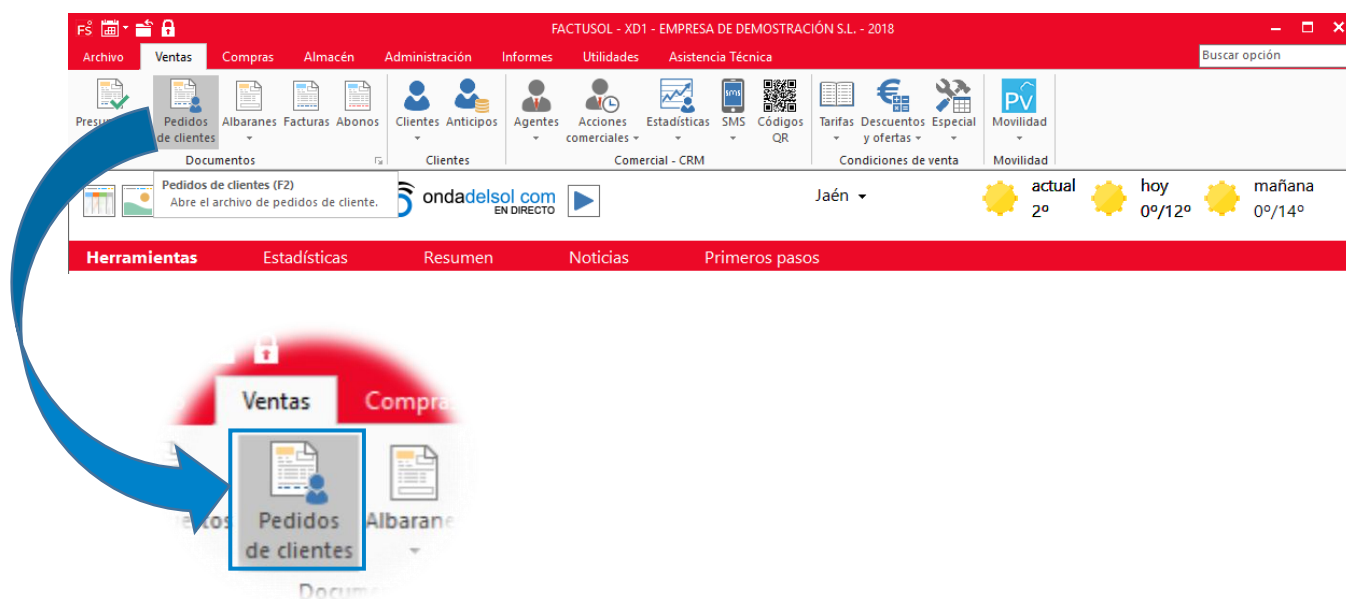 FS
FACTUSOL - XD1 - EMPRESA DE DEMOSTRACIÓN S.L. - 2018
Archivo Ventas Compras Almacén Administración Informes Utilidades Asistencia Técnica Buscar opción
Pedidos Albaranes Facturas Abonos Clientes Anticipos Agentes Acciones Estadísticas SMS Códigos Tarifas Descuentos Especial Movilidad
de clientes comerciales QR y ofertas
Documentos Clientes Comercial - CRM Condiciones de venta Movilidad
sms
PV
Pedidos de clientes (F2)
Abre el archivo de pedidos de cliente.
ondadelsol com
EN DIRECTO
Jaén
actual hoy mañana
2º 0º/12º 0º/14º
Herramientas Estadísticas Resumen Noticias Primeros pasos
Ventas Compras
Pedidos
de clientes